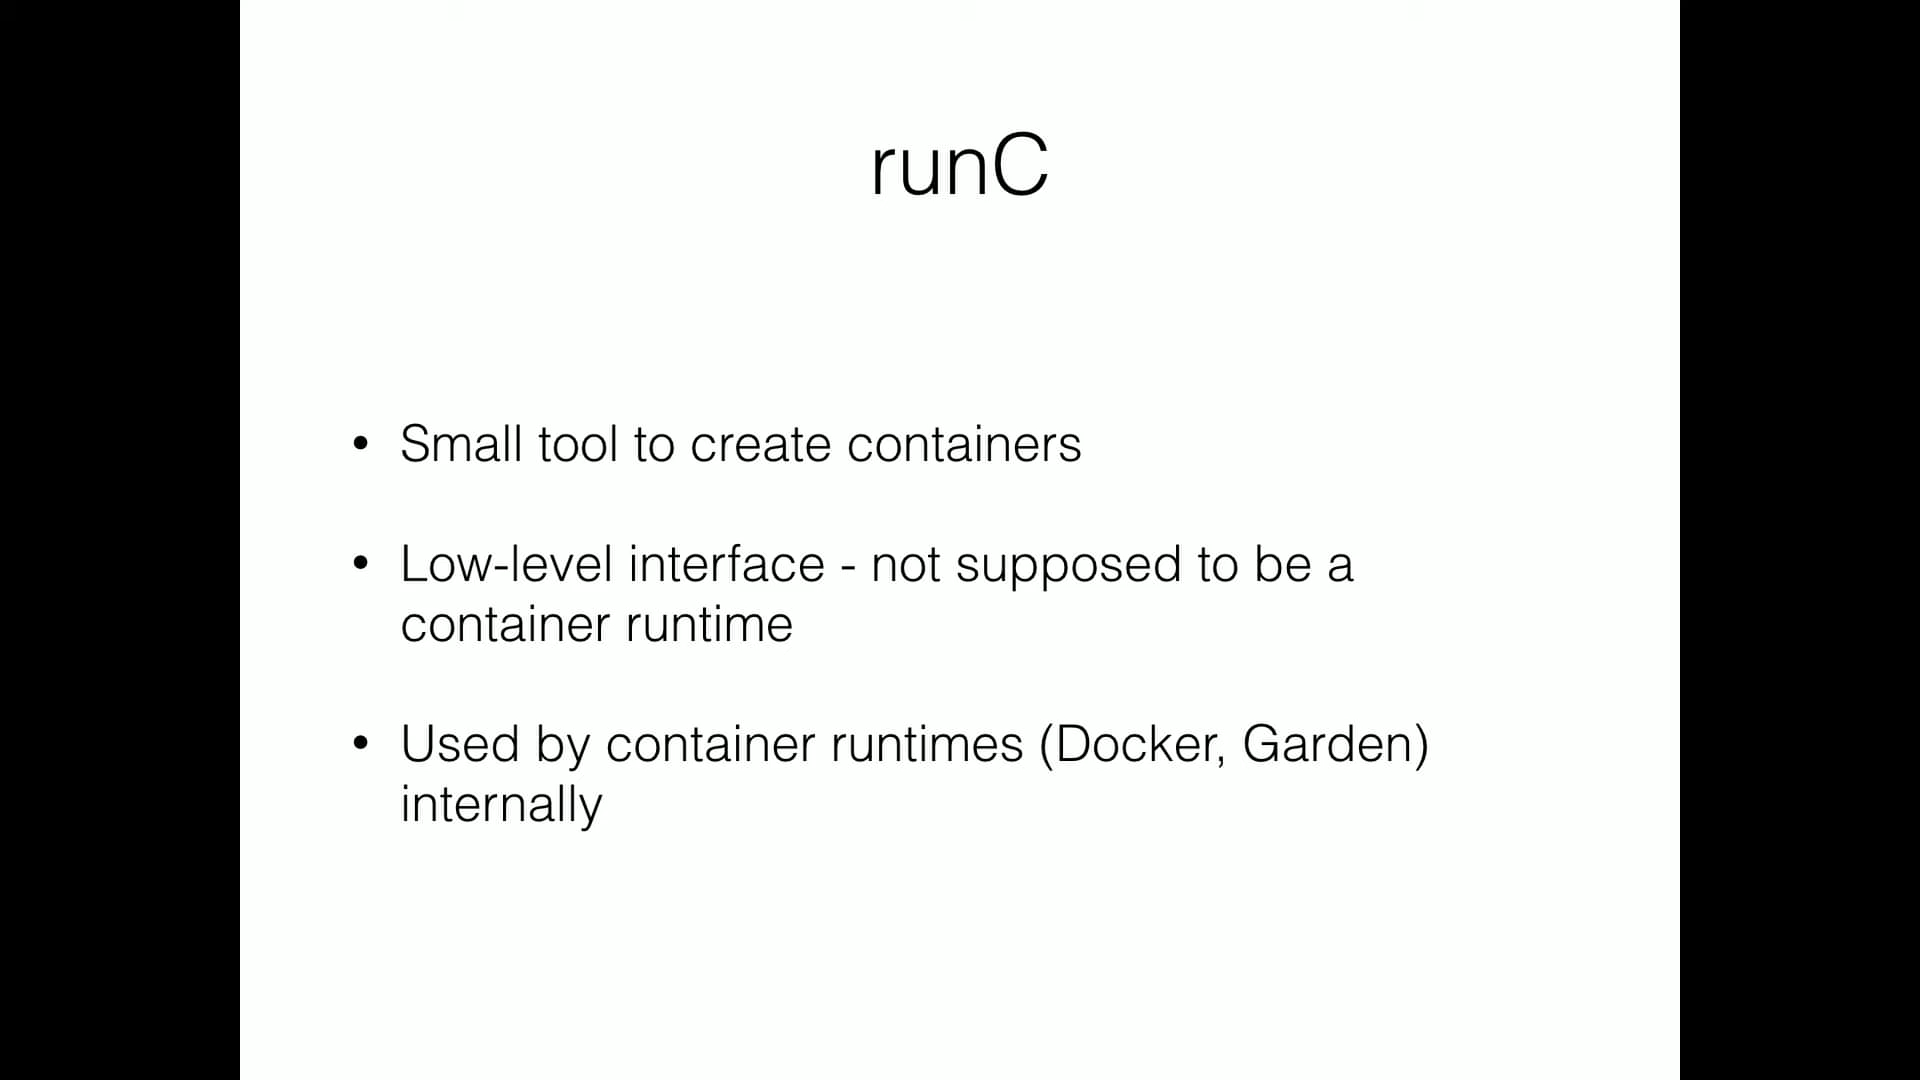 runC
• Small tool to create containers
• Low-level interface - not supposed to be a
container runtime
• Used by container runtimes (Docker, Garden)
internally